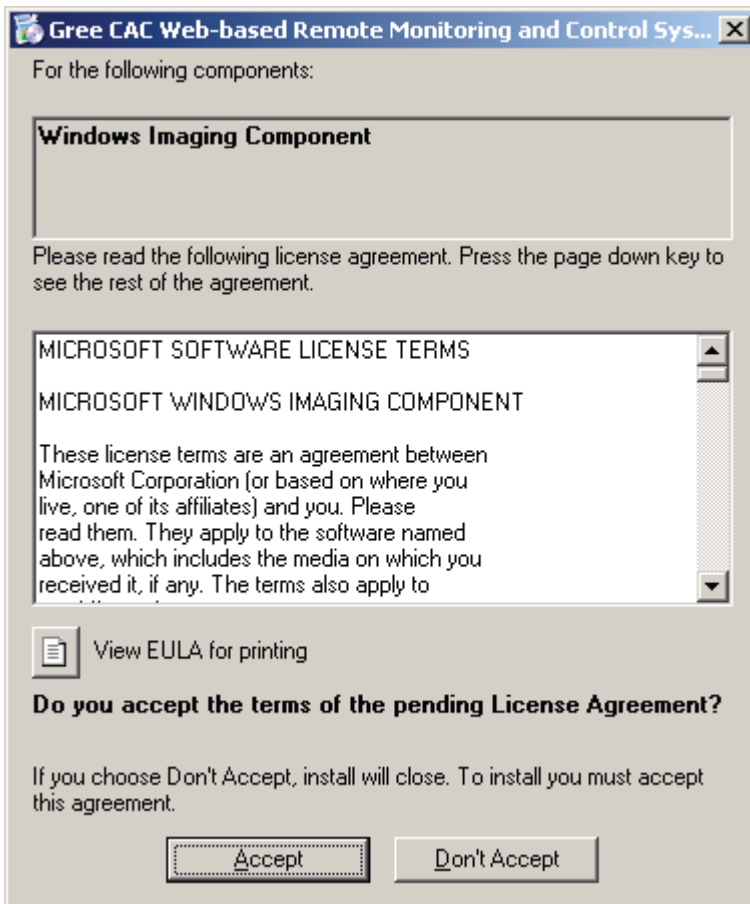 Gree CAC Web-based Remote Monitoring and Control Sys...
For the following components:
Windows Imaging Component
Please read the following license agreement. Press the page down key to
see the rest of the agreement.
MICROSOFT SOFTWARE LICENSE TERMS
MICROSOFT WINDOWS IMAGING COMPONENT
These license terms are an agreement between
Microsoft Corporation (or based on where you
live, one of its affiliates) and you. Please
read them. They apply to the software named
above, which includes the media on which you
received it, if any. The terms also apply to
View EULA for printing
Do you accept the terms of the pending License Agreement?
If you choose Don't Accept, install will close. To install you must accept
this agreement.
Accept
Don't Accept